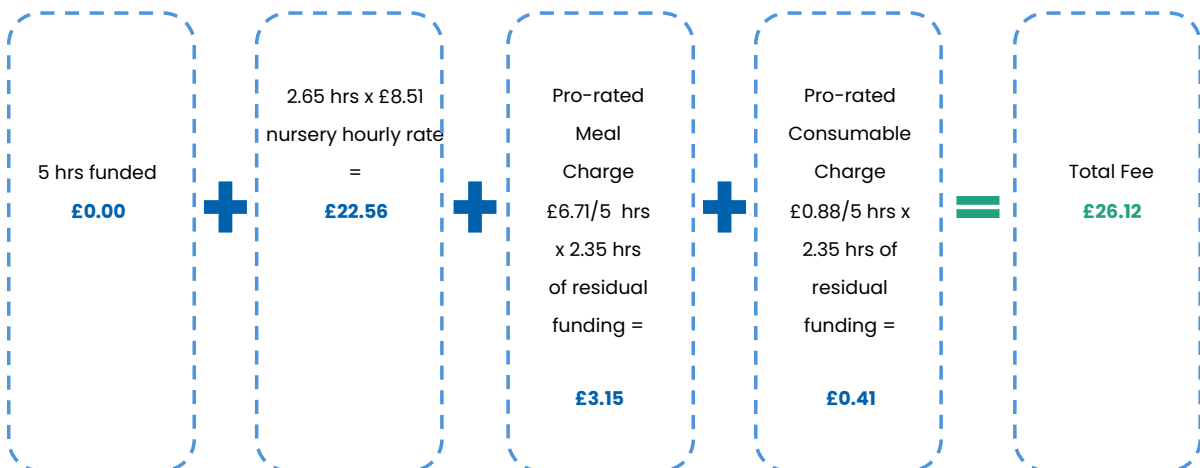 5 hrs funded
£0.00
2.65 hrs x £8.51
nursery hourly rate
=
£22.56
Pro-rated
Meal
Charge
£6.71/5  hrs
x 2.35 hrs
of residual
funding =
£3.15
Pro-rated
Consumable
Charge
£0.88/5 hrs x
2.35 hrs of
residual
funding =
£0.41
Total Fee
£26.12